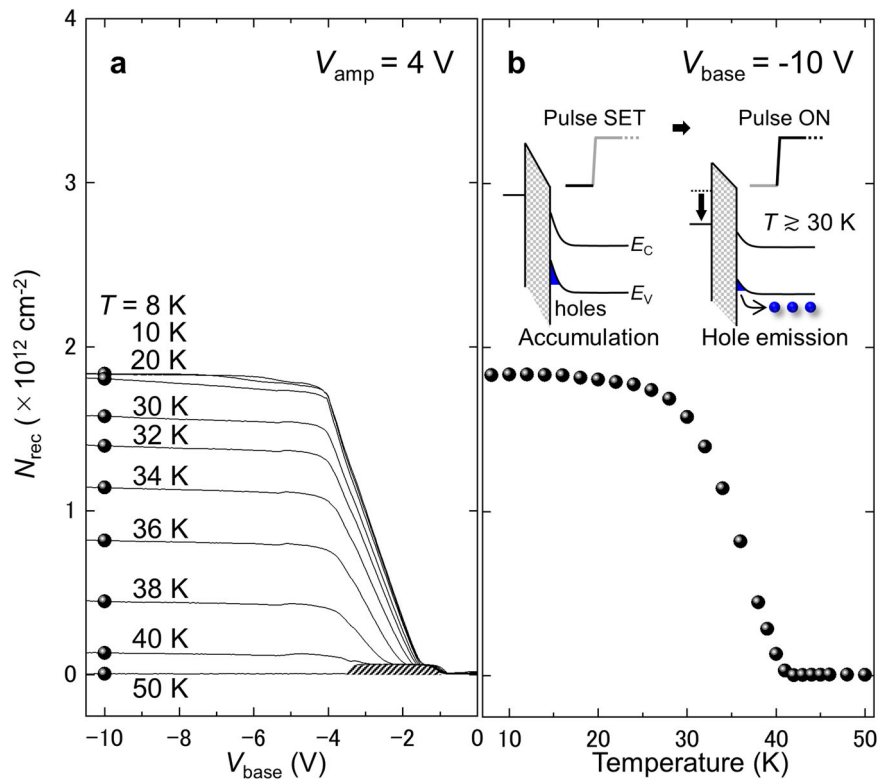 a
V_amp = 4 V
4
3
2
1
0
N_rec (× 10^12 cm^-2)
T = 8 K
10 K
20 K
30 K
32 K
34 K
36 K
38 K
40 K
50 K
-10
-8
-6
-4
-2
0
V_base (V)
b
V_base = -10 V
Pulse SET
Pulse ON
T ≳ 30 K
E_C
E_V
holes
Accumulation
Hole emission
10
20
30
40
50
Temperature (K)